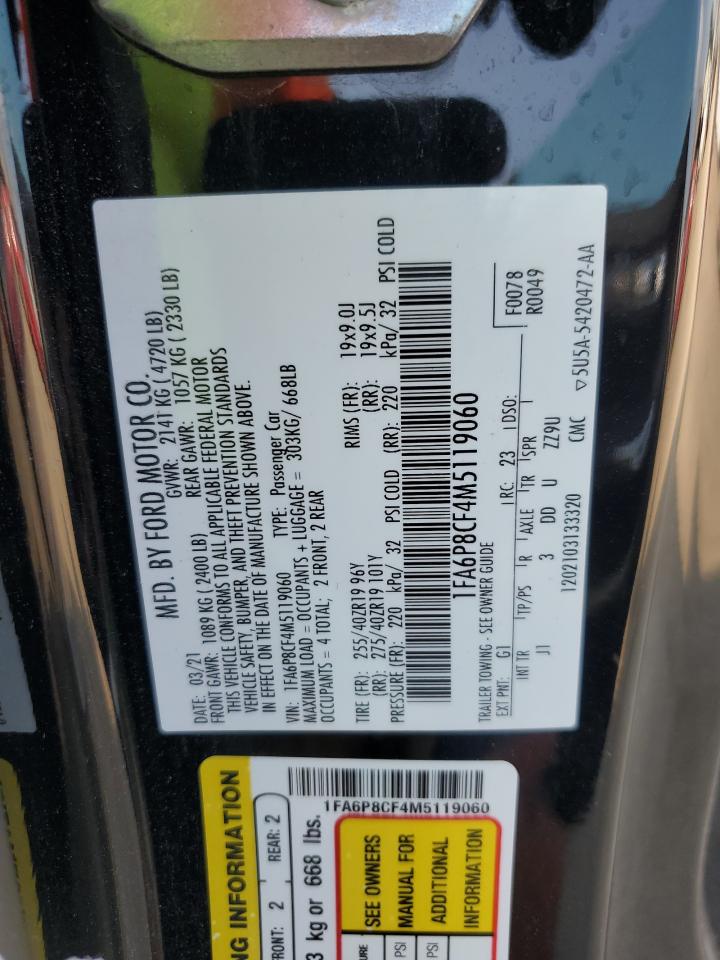 MFD. BY FORD MOTOR CO.
DATE: 03/21 GVWR: 2141 KG ( 4720 LB)
FRONT GAWR: 1089 KG ( 2400 LB) REAR GAWR: 1057 KG ( 2330 LB)
THIS VEHICLE CONFORMS TO ALL APPLICABLE FEDERAL MOTOR
VEHICLE SAFETY, BUMPER, AND THEFT PREVENTION STANDARDS
IN EFFECT ON THE DATE OF MANUFACTURE SHOWN ABOVE.
VIN: 1FA6P8CF4M5119060 TYPE: Passenger Car
MAXIMUM LOAD = OCCUPANTS + LUGGAGE = 303KG/ 668LB
OCCUPANTS = 4 TOTAL; 2 FRONT, 2 REAR
TIRE (FR): 255/40ZR19 96Y RIMS (FR): 19x9.0J
(RR): 275/40ZR19 101Y (RR): 19x9.5J
PRESSURE (FR): 220 kPa/ 32 PSI COLD (RR): 220 kPa/ 32 PSI COLD
1FA6P8CF4M5119060
TRAILER TOWING - SEE OWNER GUIDE
EXT PNT: G1 RC: 23 DSO:
F0078
R0049
INT TR TP/PS R AXLE TR SPR
J1 3 DD U ZZ9U
1202103133320 CMC ▽5U5A-5420472-AA
NG INFORMATION
FRONT: 2 REAR: 2
1FA6P8CF4M5119060
3 kg or 668 lbs.
SEE OWNERS
MANUAL FOR
ADDITIONAL
INFORMATION
PSI
PSI